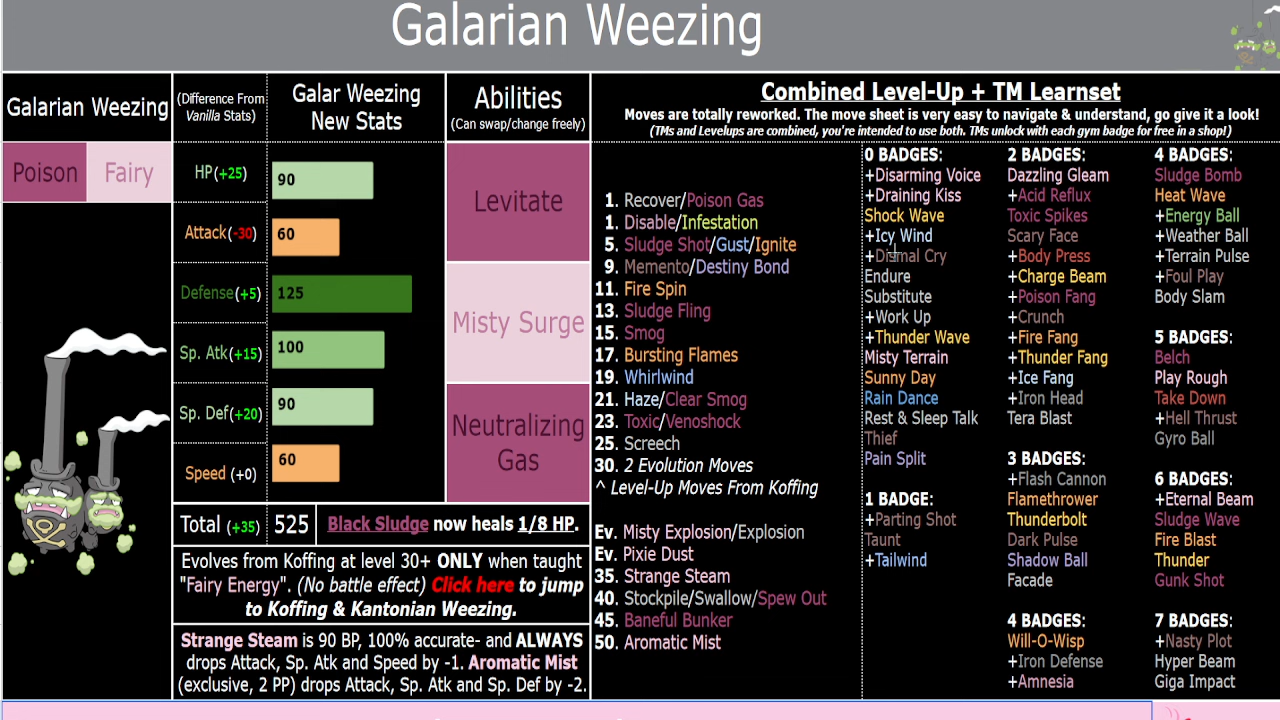 Galarian Weezing
Galarian Weezing
Poison Fairy
(Difference From
Vanilla Stats)
Galar Weezing
New Stats
HP(+25) 90
Attack(-30) 60
Defense(+5) 125
Sp. Atk(+15) 100
Sp. Def(+20) 90
Speed (+0) 60
Total (+35) 525 Black Sludge now heals 1/8 HP.
Evolves from Koffing at level 30+ ONLY when taught
"Fairy Energy". (No battle effect) Click here to jump
to Koffing & Kantonian Weezing.
Strange Steam is 90 BP, 100% accurate- and ALWAYS
drops Attack, Sp. Atk and Speed by -1. Aromatic Mist
(exclusive, 2 PP) drops Attack, Sp. Atk and Sp. Def by -2.
Abilities
(Can swap/change freely)
Levitate
Misty Surge
Neutralizing
Gas
Combined Level-Up + TM Learnset
Moves are totally reworked. The move sheet is very easy to navigate & understand, go give it a look!
(TMs and Levelups are combined, you're intended to use both. TMs unlock with each gym badge for free in a shop!)
1. Recover/Poison Gas
1. Disable/Infestation
5. Sludge Shot/Gust/Ignite
9. Memento/Destiny Bond
11. Fire Spin
13. Sludge Fling
15. Smog
17. Bursting Flames
19. Whirlwind
21. Haze/Clear Smog
23. Toxic/Venoshock
25. Screech
30. 2 Evolution Moves
^ Level-Up Moves From Koffing
Ev. Misty Explosion/Explosion
Ev. Pixie Dust
35. Strange Steam
40. Stockpile/Swallow/Spew Out
45. Baneful Bunker
50. Aromatic Mist
0 BADGES:
+Disarming Voice
+Draining Kiss
Shock Wave
+Icy Wind
+Dismal Cry
Endure
Substitute
+Work Up
+Thunder Wave
Misty Terrain
Sunny Day
Rain Dance
Rest & Sleep Talk
Thief
Pain Split
1 BADGE:
+Parting Shot
Taunt
+Tailwind
2 BADGES:
Dazzling Gleam
+Acid Reflux
Toxic Spikes
Scary Face
+Body Press
+Charge Beam
+Poison Fang
+Crunch
+Fire Fang
+Thunder Fang
+Ice Fang
+Iron Head
Tera Blast
3 BADGES:
+Flash Cannon
Flamethrower
Thunderbolt
Dark Pulse
Shadow Ball
Facade
4 BADGES:
Will-O-Wisp
+Iron Defense
+Amnesia
4 BADGES:
Sludge Bomb
Heat Wave
+Energy Ball
+Weather Ball
+Terrain Pulse
+Foul Play
Body Slam
5 BADGES:
Belch
Play Rough
Take Down
+Hell Thrust
Gyro Ball
6 BADGES:
+Eternal Beam
Sludge Wave
Fire Blast
Thunder
Gunk Shot
7 BADGES:
+Nasty Plot
Hyper Beam
Giga Impact